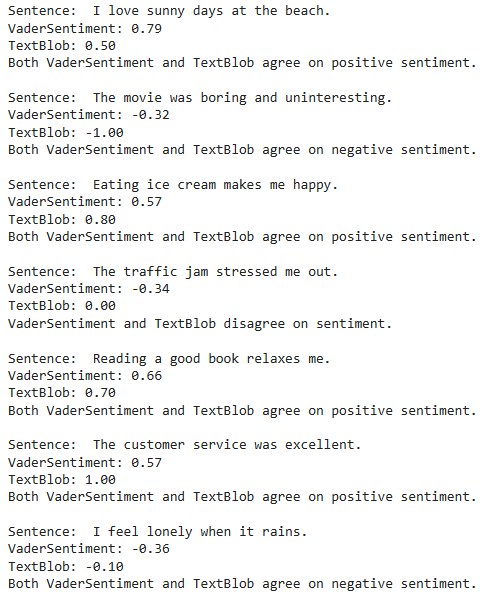 Sentence:  I love sunny days at the beach.
VaderSentiment: 0.79
TextBlob: 0.50
Both VaderSentiment and TextBlob agree on positive sentiment.

Sentence:  The movie was boring and uninteresting.
VaderSentiment: -0.32
TextBlob: -1.00
Both VaderSentiment and TextBlob agree on negative sentiment.

Sentence:  Eating ice cream makes me happy.
VaderSentiment: 0.57
TextBlob: 0.80
Both VaderSentiment and TextBlob agree on positive sentiment.

Sentence:  The traffic jam stressed me out.
VaderSentiment: -0.34
TextBlob: 0.00
VaderSentiment and TextBlob disagree on sentiment.

Sentence:  Reading a good book relaxes me.
VaderSentiment: 0.66
TextBlob: 0.70
Both VaderSentiment and TextBlob agree on positive sentiment.

Sentence:  The customer service was excellent.
VaderSentiment: 0.57
TextBlob: 1.00
Both VaderSentiment and TextBlob agree on positive sentiment.

Sentence:  I feel lonely when it rains.
VaderSentiment: -0.36
TextBlob: -0.10
Both VaderSentiment and TextBlob agree on negative sentiment.